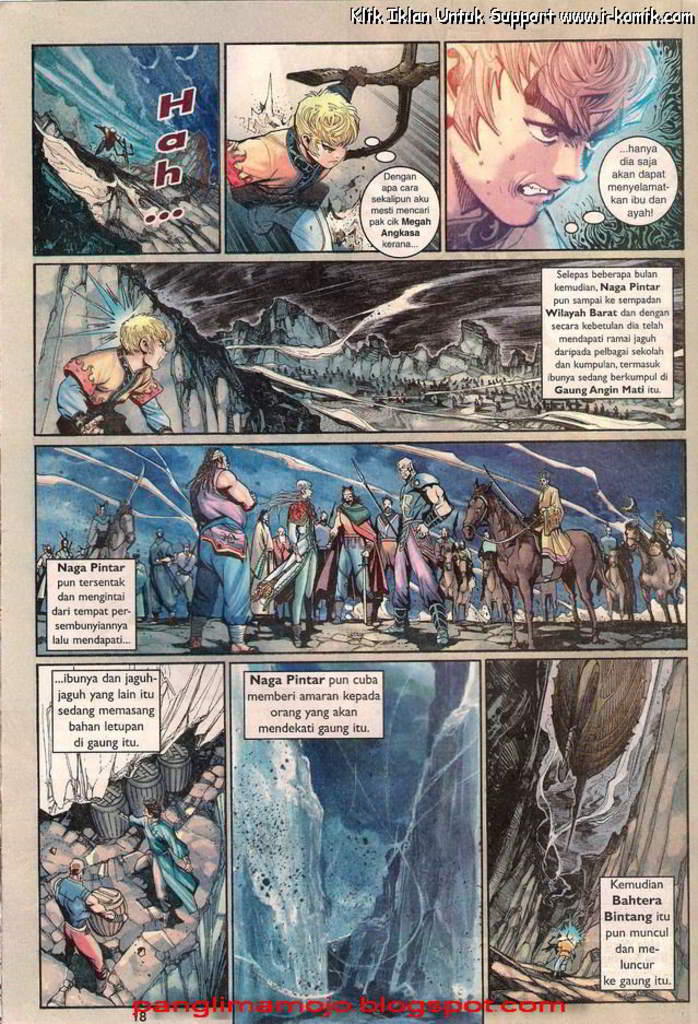 Klik Iklan Untuk Support www.ir-komik.com
Hah...
Dengan
apa cara
sekalipun aku
mesti mencari
pak cik Megah
Angkasa
kerana...
...hanya
dia saja
akan dapat
menyelamat-
kan ibu dan
ayah!
Selepas beberapa bulan
kemudian, Naga Pintar
pun sampai ke sempadan
Wilayah Barat dan dengan
secara kebetulan dia telah
mendapati ramai jaguh
daripada pelbagai sekolah
dan kumpulan, termasuk
ibunya sedang berkumpul di
Gaung Angin Mati itu.
Naga Pintar
pun tersentak
dan mengintai
dari tempat per-
sembunyiannya
lalu mendapati...
...ibunya dan jaguh-
jaguh yang lain itu
sedang memasang
bahan letupan
di gaung itu.
Naga Pintar pun cuba
memberi amaran kepada
orang yang akan
mendekati gaung itu.
Kemudian
Bahtera
Bintang itu
pun muncul
dan me-
luncur
ke gaung itu.
18
panglimamojo.blogspot.com